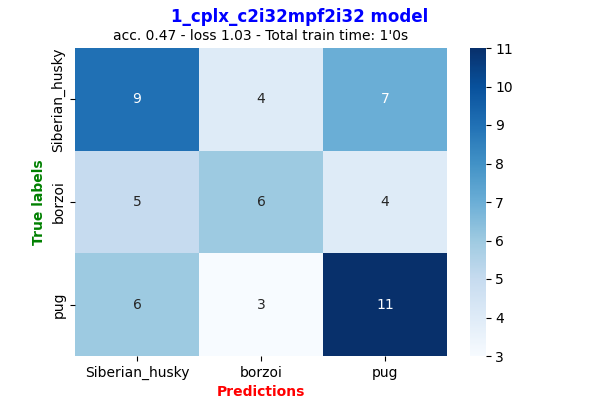 1_cplx_c2i32mpf2i32 model
acc. 0.47 - loss 1.03 - Total train time: 1'0s
True labels
Siberian_husky
borzoi
pug
9 4 7
5 6 4
6 3 11
Siberian_husky borzoi pug
Predictions
11
10
9
8
7
6
5
4
3